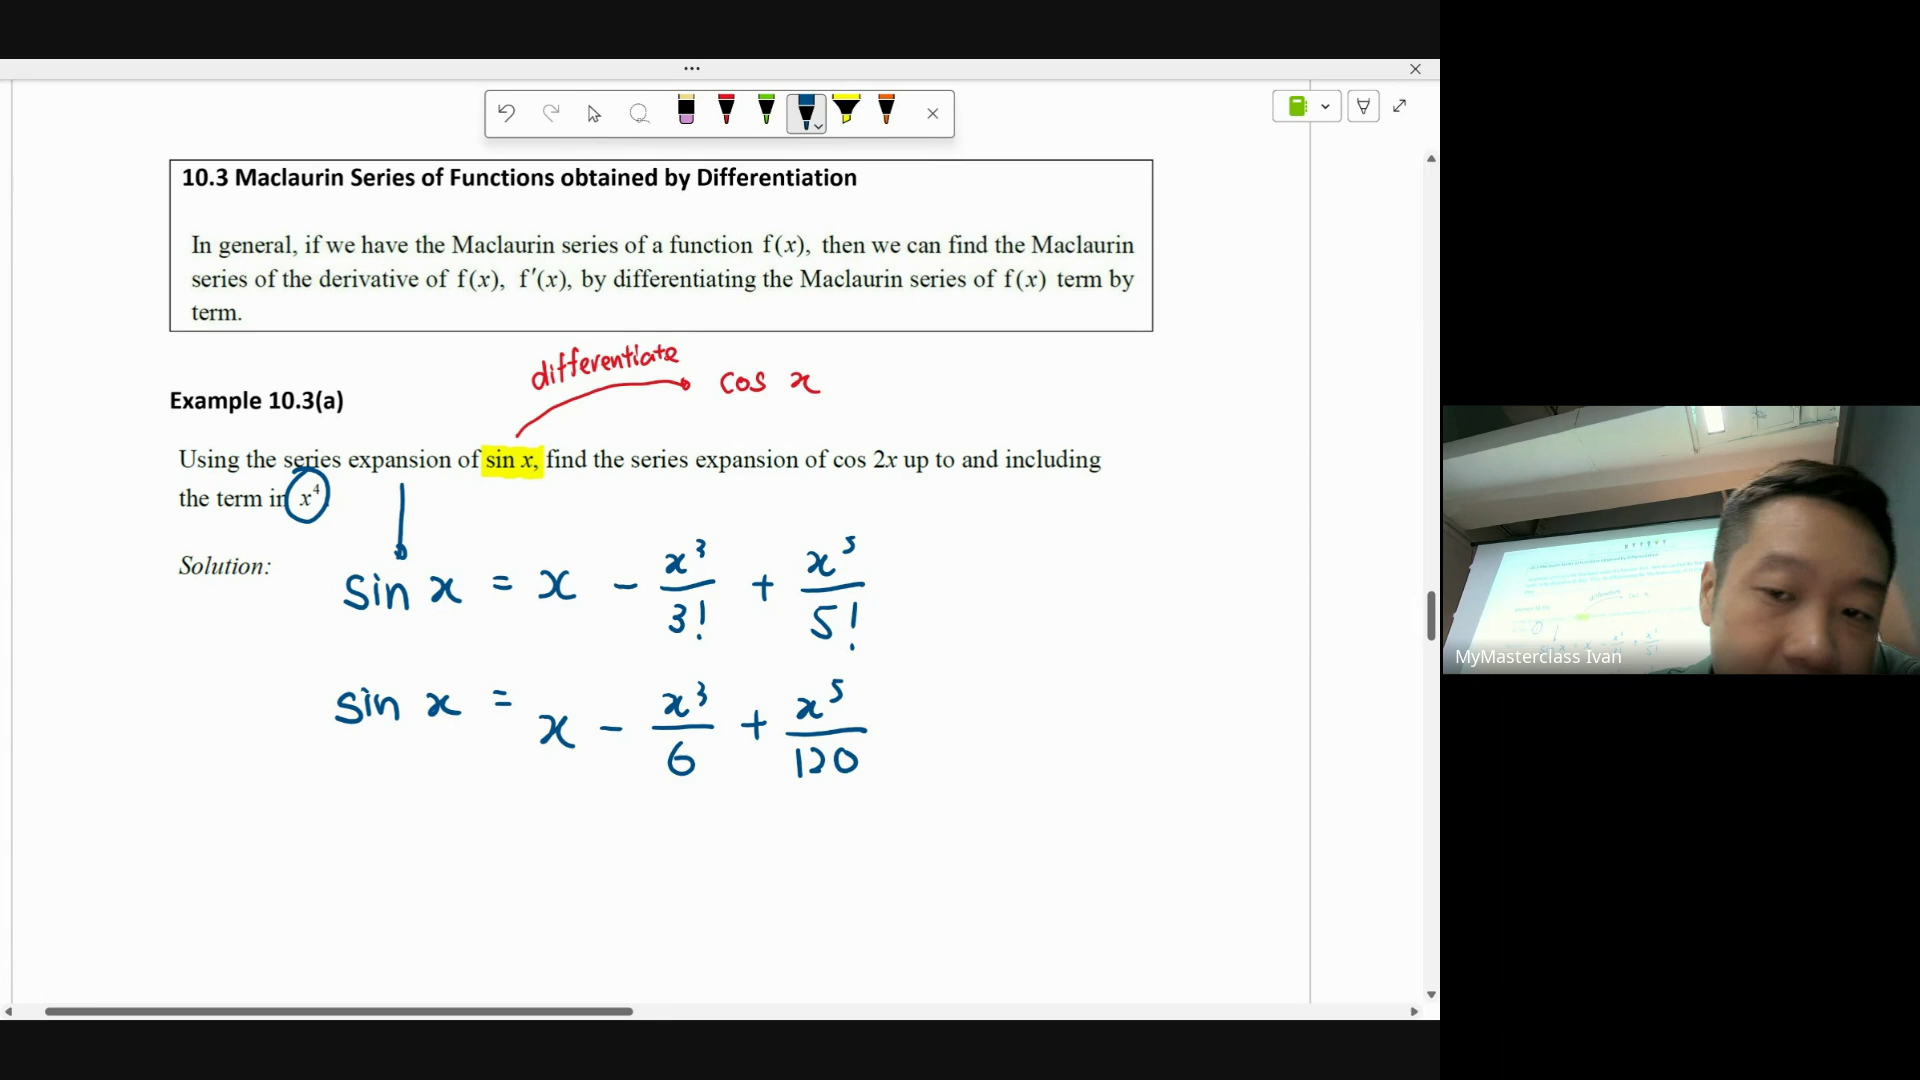 10.3 Maclaurin Series of Functions obtained by Differentiation
In general, if we have the Maclaurin series of a function f(x), then we can find the Maclaurin
series of the derivative of f(x), f′(x), by differentiating the Maclaurin series of f(x) term by
term.
differentiate
cos x
Example 10.3(a)
Using the series expansion of sin x, find the series expansion of cos 2x up to and including
the term in x⁴
Solution:
sin x = x - x³/3! + x⁵/5!
sin x = x - x³/6 + x⁵/120
MyMasterclass Ivan